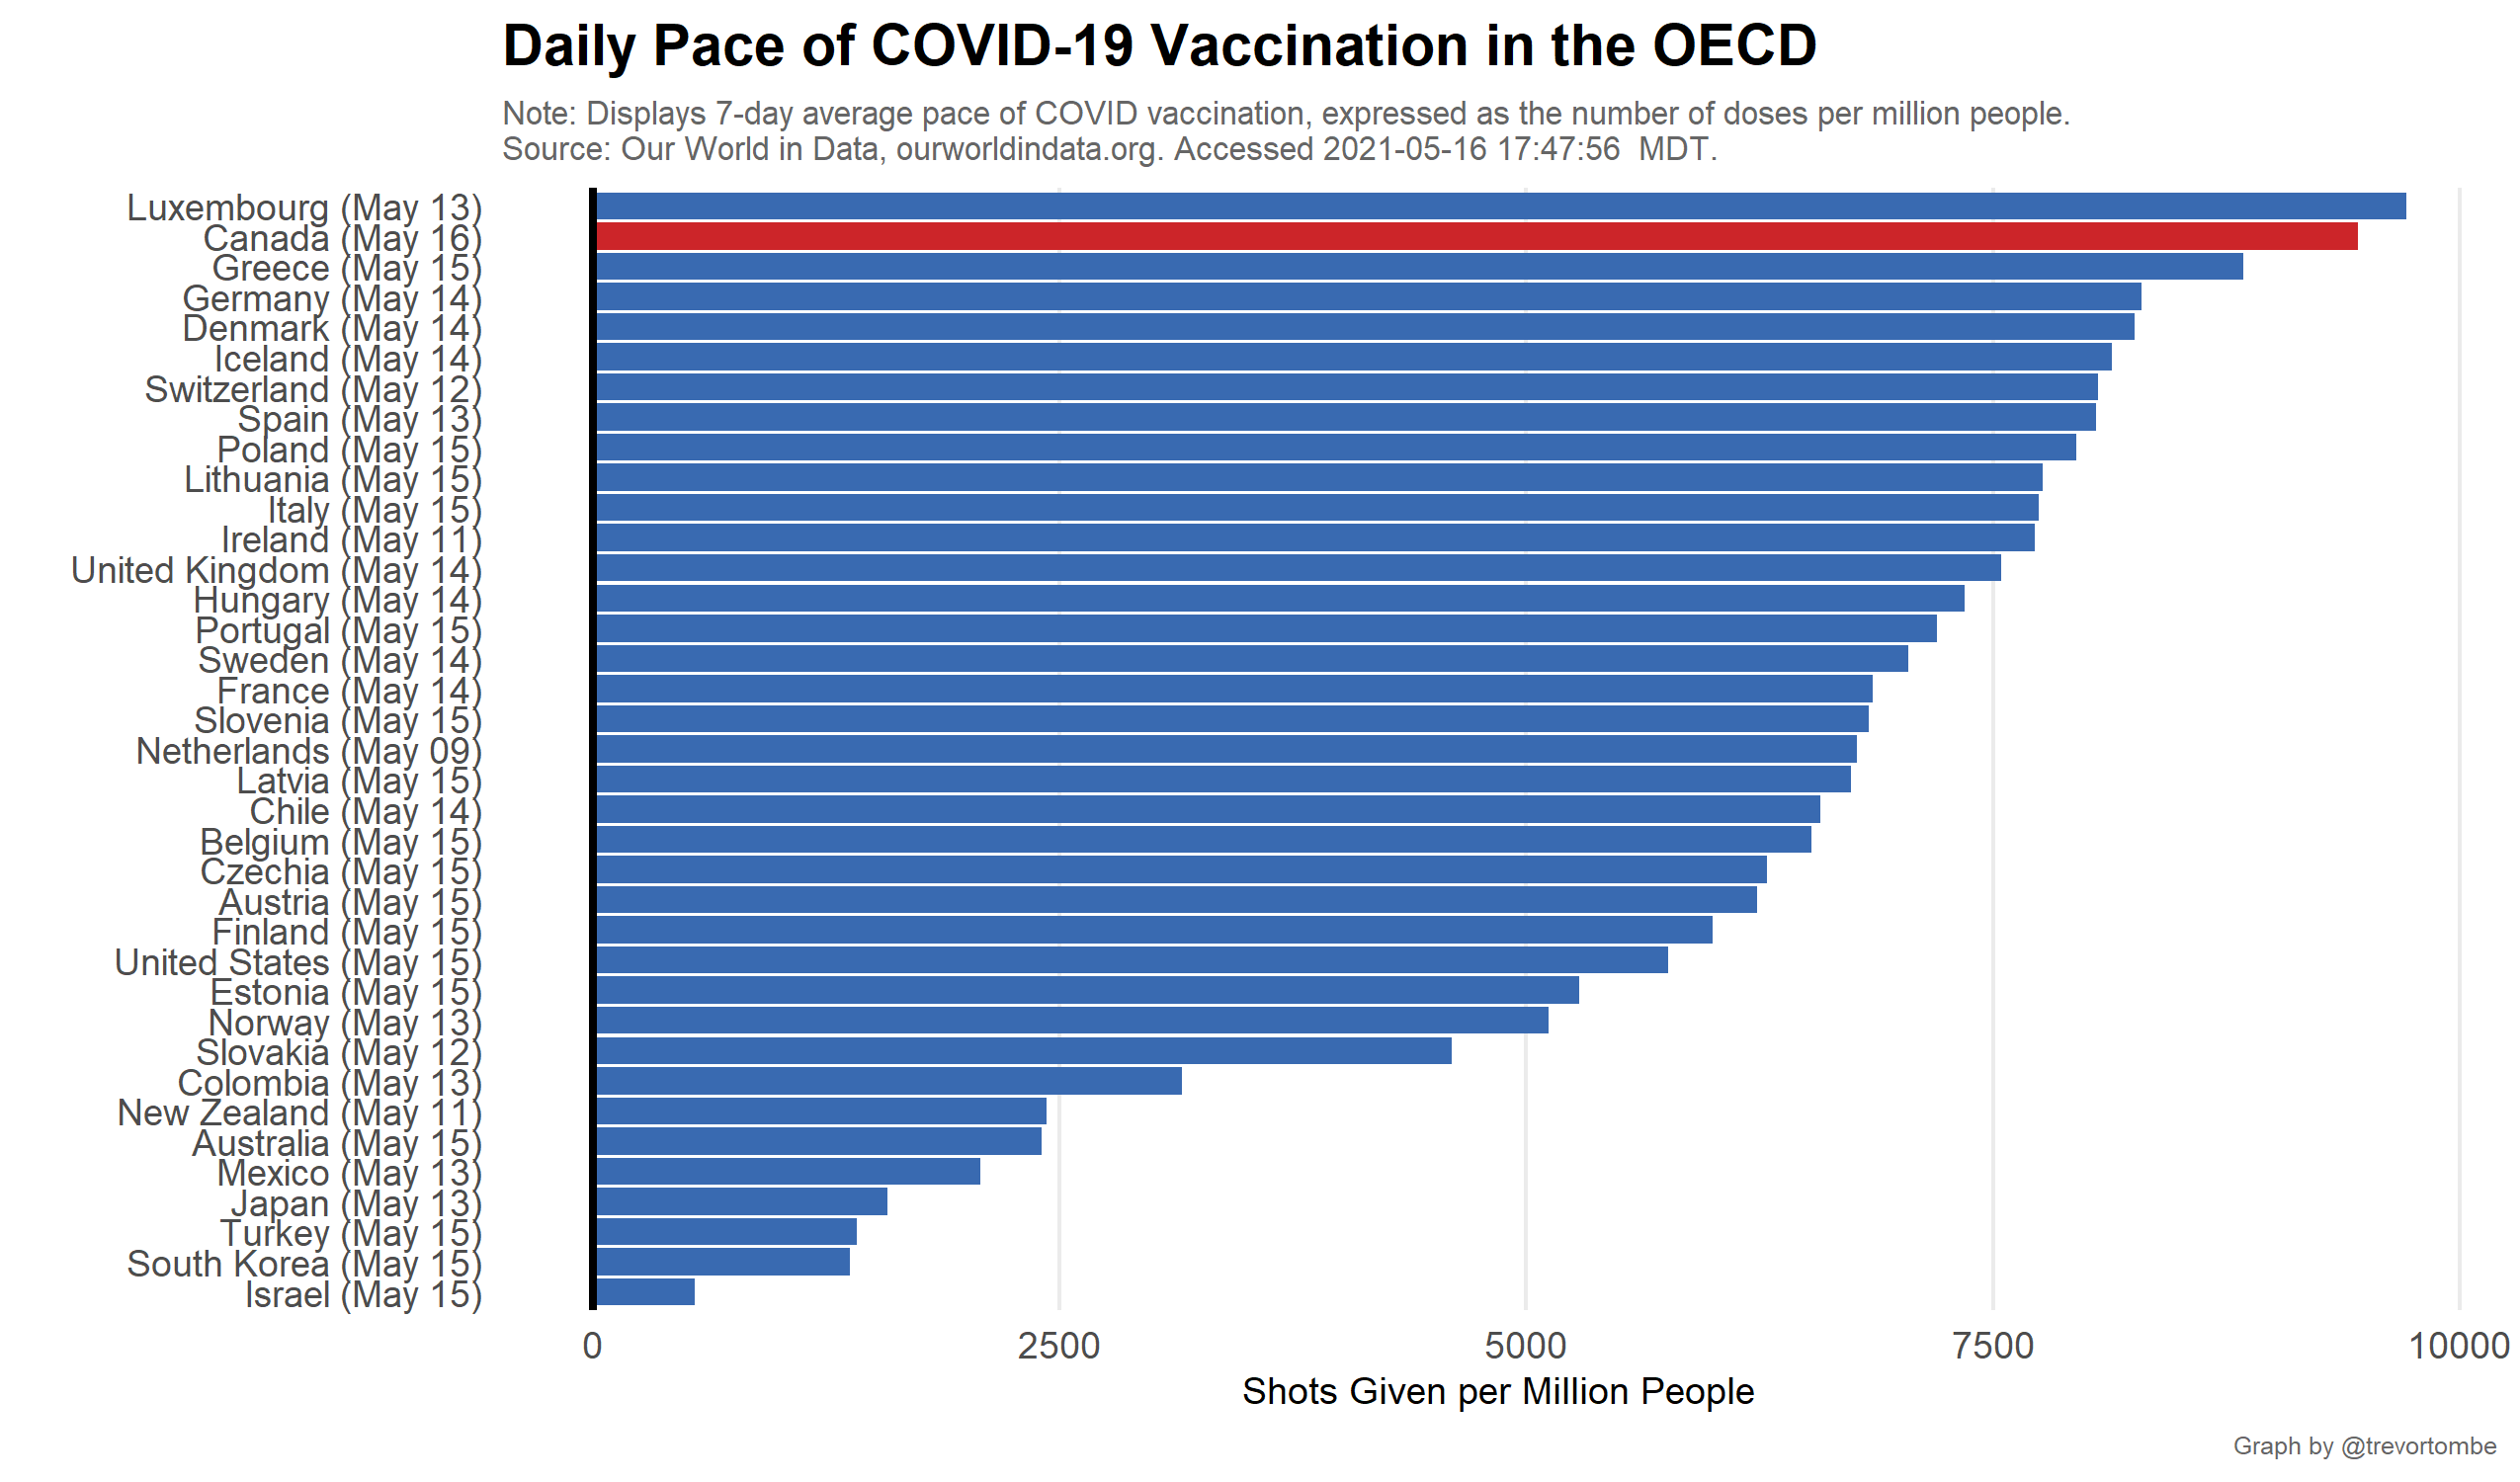 Daily Pace of COVID-19 Vaccination in the OECD
Note: Displays 7-day average pace of COVID vaccination, expressed as the number of doses per million people.
Source: Our World in Data, ourworldindata.org. Accessed 2021-05-16 17:47:56  MDT.
Luxembourg (May 13)
Canada (May 16)
Greece (May 15)
Germany (May 14)
Denmark (May 14)
Iceland (May 14)
Switzerland (May 12)
Spain (May 13)
Poland (May 15)
Lithuania (May 15)
Italy (May 15)
Ireland (May 11)
United Kingdom (May 14)
Hungary (May 14)
Portugal (May 15)
Sweden (May 14)
France (May 14)
Slovenia (May 15)
Netherlands (May 09)
Latvia (May 15)
Chile (May 14)
Belgium (May 15)
Czechia (May 15)
Austria (May 15)
Finland (May 15)
United States (May 15)
Estonia (May 15)
Norway (May 13)
Slovakia (May 12)
Colombia (May 13)
New Zealand (May 11)
Australia (May 15)
Mexico (May 13)
Japan (May 13)
Turkey (May 15)
South Korea (May 15)
Israel (May 15)
0 2500 5000 7500 10000
Shots Given per Million People
Graph by @trevortombe